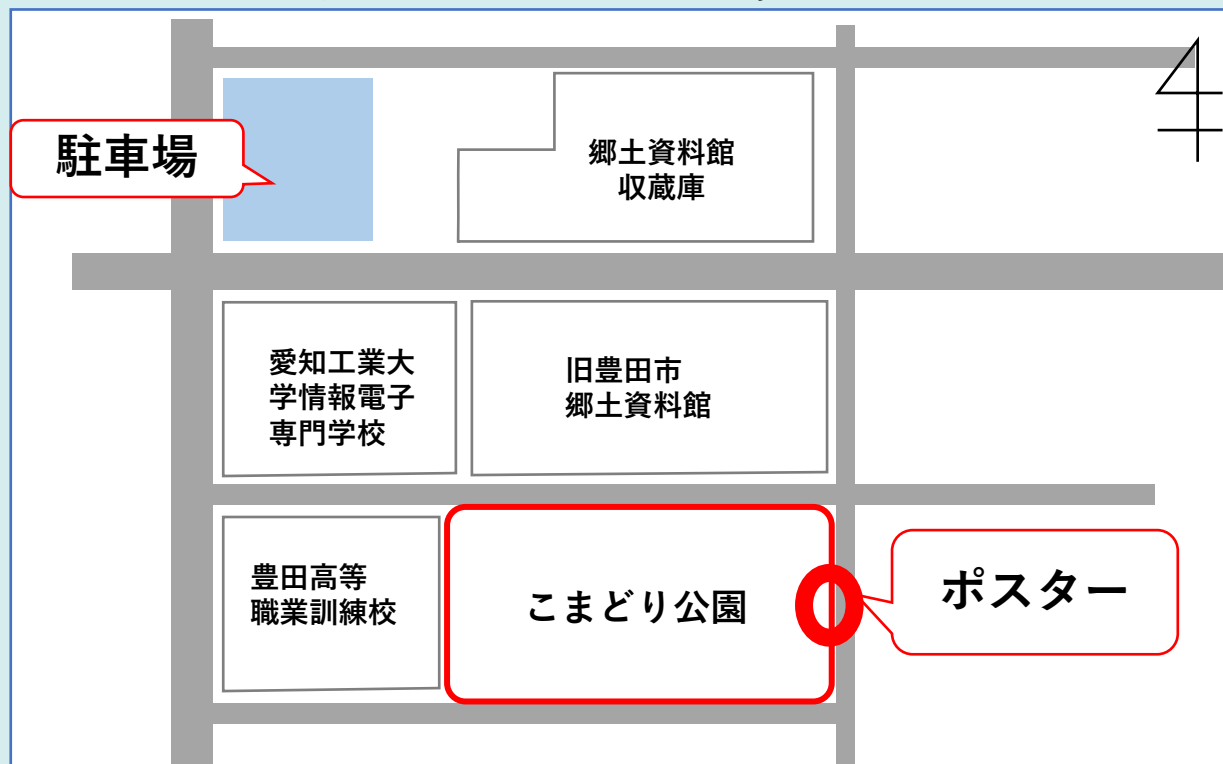 駐車場
郷土資料館
収蔵庫
愛知工業大
学情報電子
専門学校
旧豊田市
郷土資料館
豊田高等
職業訓練校
こまどり公園
ポスター